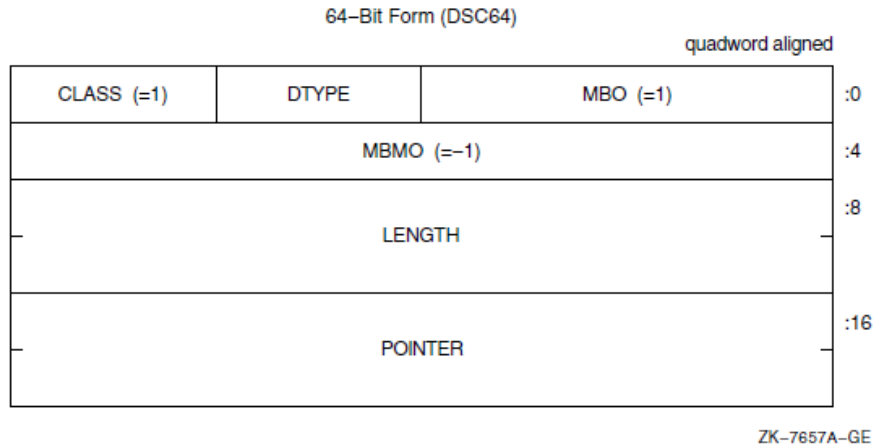 64–Bit Form (DSC64)
quadword aligned
CLASS (=1) DTYPE MBO (=1) :0
MBMO (=–1) :4
:8
LENGTH
:16
POINTER
ZK–7657A–GE